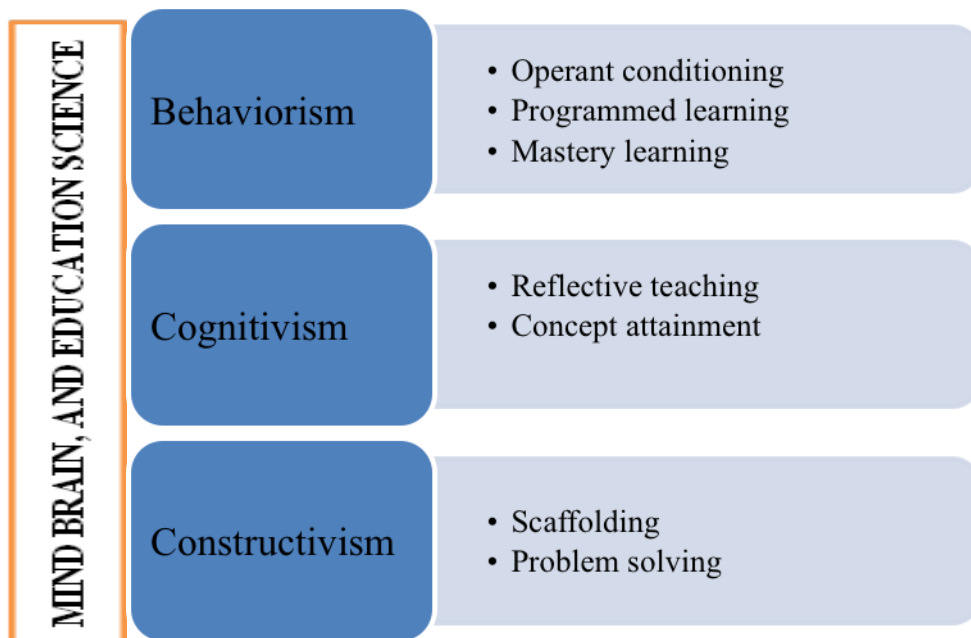 MIND BRAIN, AND EDUCATION SCIENCE
Behaviorism
• Operant conditioning
• Programmed learning
• Mastery learning
Cognitivism
• Reflective teaching
• Concept attainment
Constructivism
• Scaffolding
• Problem solving